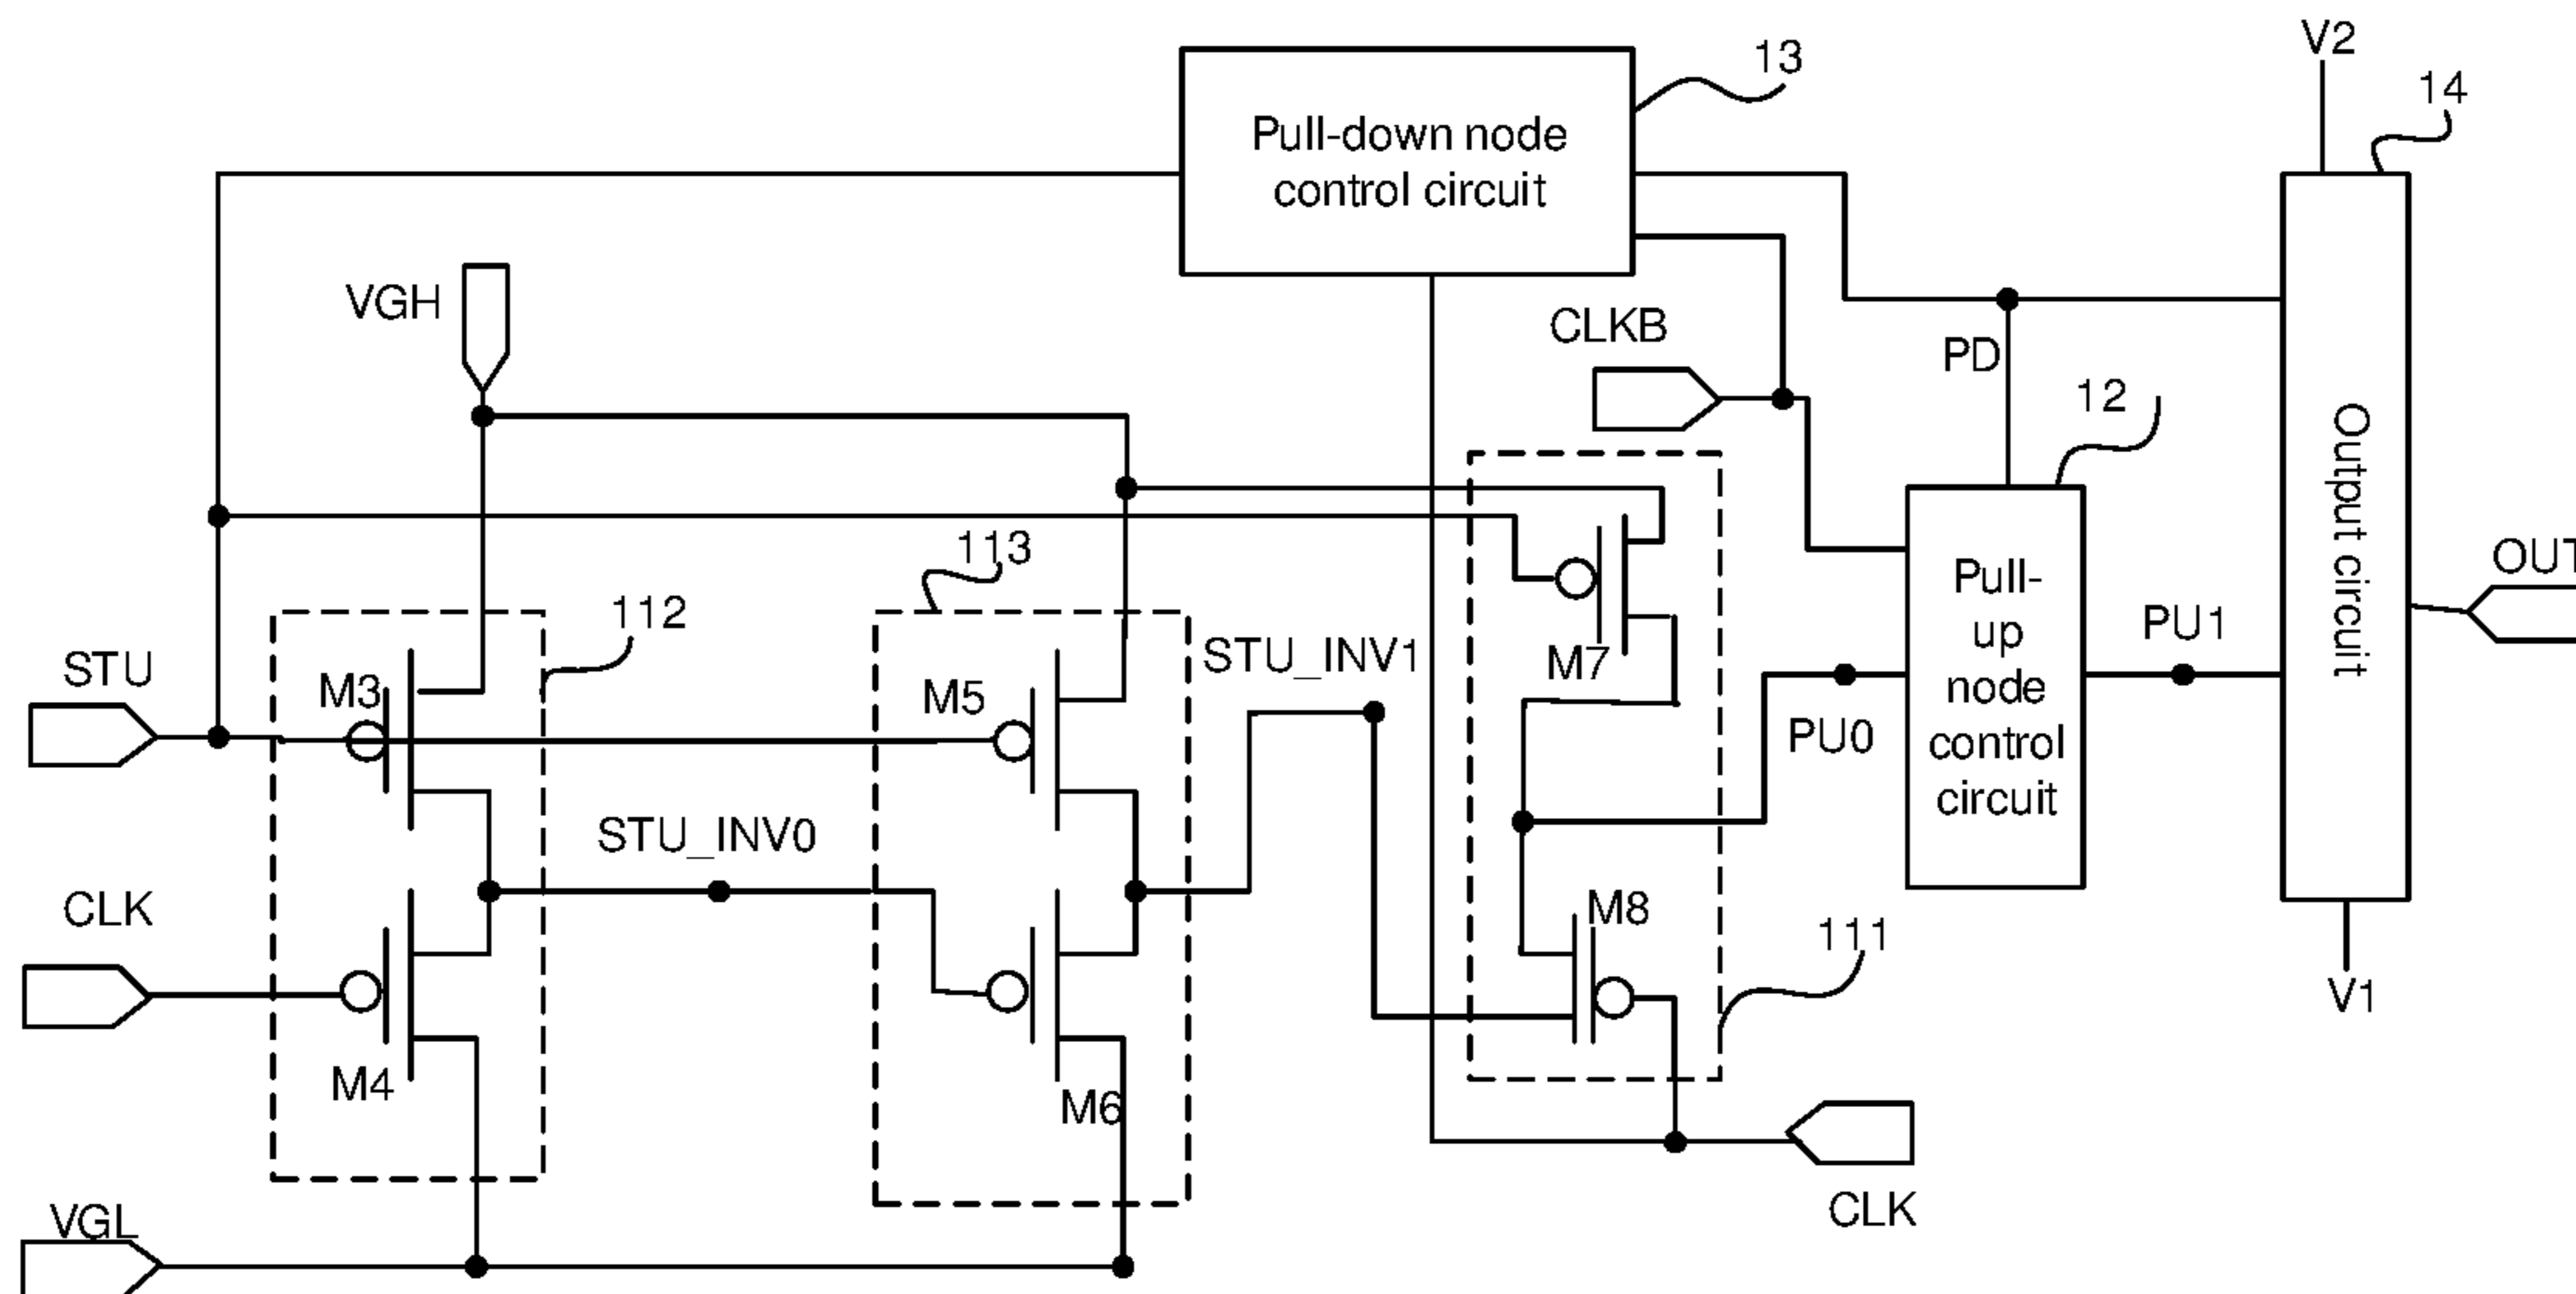 V2
13
14
Pull-down node
control circuit
VGH
CLKB
PD
12
Output circuit
113
OUT
112
Pull-
up
node
control
circuit
STU
M3
M5
STU_INV1
M7
PU1
PU0
STU_INV0
CLK
M8
111
V1
M4
M6
VGL
CLK